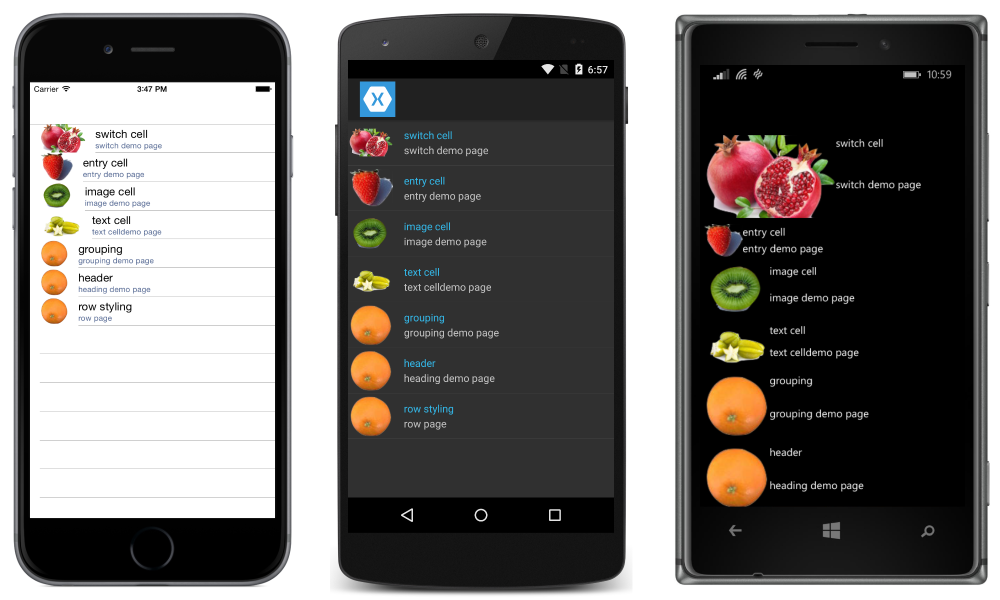 Carrier 3:47 PM
switch cell
switch demo page
entry cell
entry demo page
image cell
image demo page
text cell
text celldemo page
grouping
grouping demo page
header
heading demo page
row styling
row page
6:57
X
switch cell
switch demo page
entry cell
entry demo page
image cell
image demo page
text cell
text celldemo page
grouping
grouping demo page
header
heading demo page
row styling
row page
10:59
switch cell
switch demo page
entry cell
entry demo page
image cell
image demo page
text cell
text celldemo page
grouping
grouping demo page
header
heading demo page